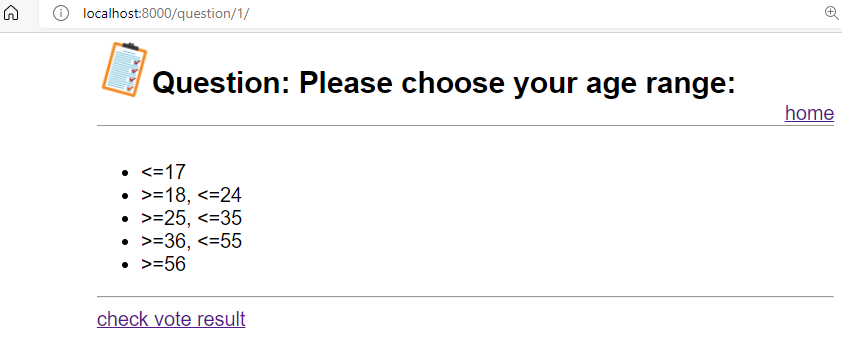 localhost:8000/question/1/
Question: Please choose your age range:
home
<=17
>=18, <=24
>=25, <=35
>=36, <=55
>=56
check vote result